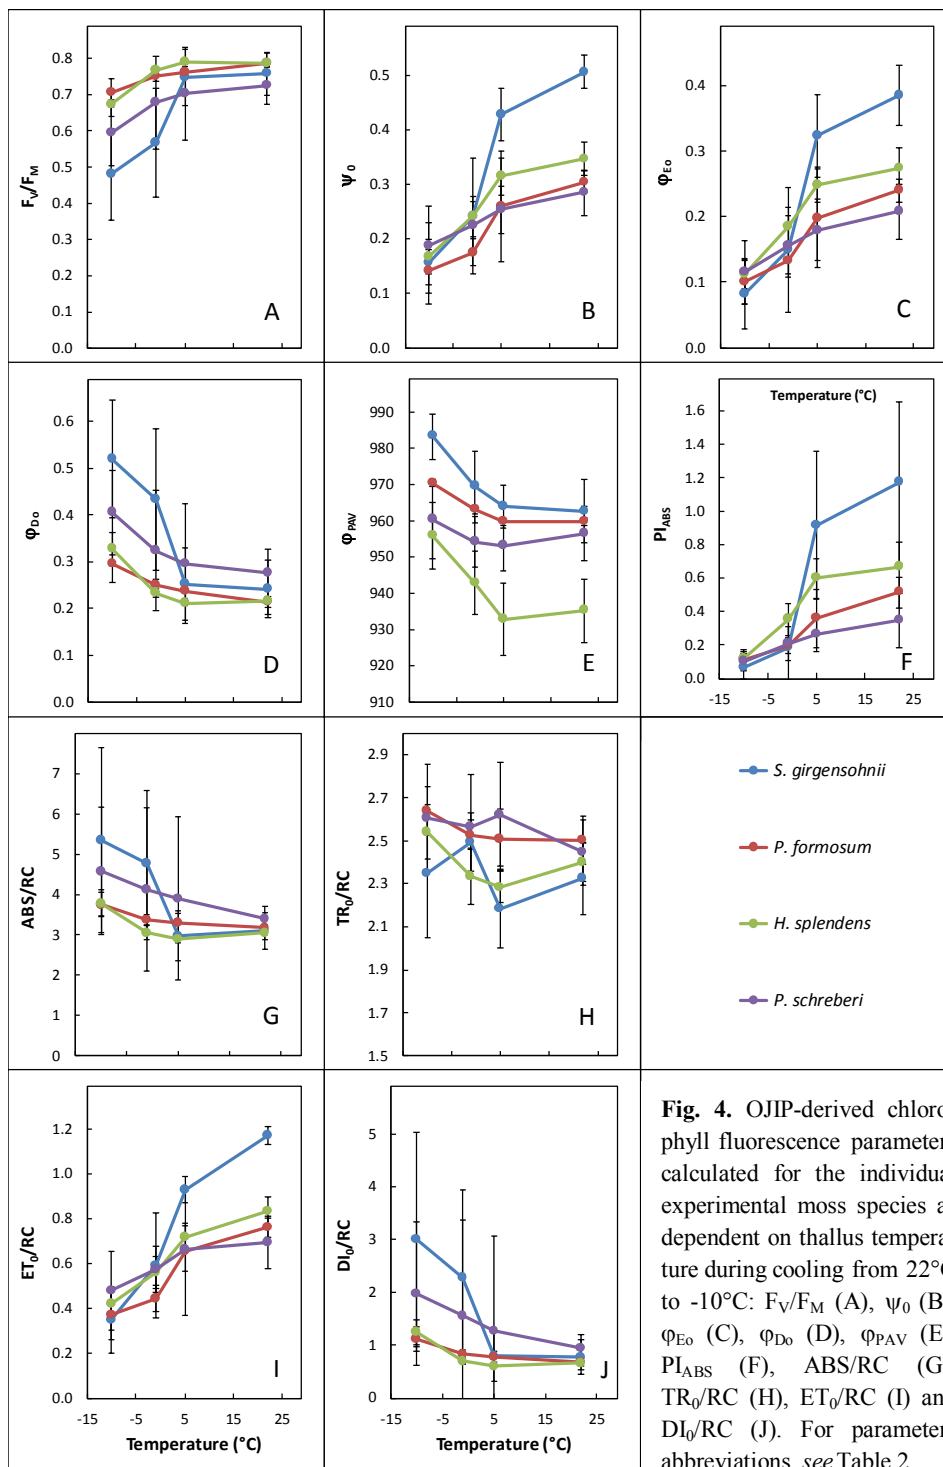 0.8
0.7
0.6
0.5
0.4
0.3
0.2
0.1
0.0
Fᵥ/F_M
A
0.5
0.4
0.3
0.2
0.1
0.0
Ψ₀
B
0.4
0.3
0.2
0.1
0.0
φEo
C
0.6
0.5
0.4
0.3
0.2
0.1
0.0
φDo
D
990
980
970
960
950
940
930
920
910
φPAV
E
Temperature (°C)
1.6
1.4
1.2
1.0
0.8
0.6
0.4
0.2
0.0
PI_ABS
F
-15 -5 5 15 25
7
6
5
4
3
2
1
0
ABS/RC
G
2.9
2.7
2.5
2.3
2.1
1.9
1.7
1.5
TR₀/RC
H
S. girgensohnii
P. formosum
H. splendens
P. schreberi
1.2
1.0
0.8
0.6
0.4
0.2
0.0
ET₀/RC
I
-15 -5 5 15 25
Temperature (°C)
5
4
3
2
1
0
DI₀/RC
J
-15 -5 5 15 25
Temperature (°C)
Fig. 4. OJIP-derived chloro
phyll fluorescence parameter
calculated for the individua
experimental moss species a
dependent on thallus tempera
ture during cooling from 22°C
to -10°C: Fᵥ/F_M (A), ψ₀ (B
φEo (C), φDo (D), φPAV (E
PI_ABS (F), ABS/RC (G
TR₀/RC (H), ET₀/RC (I) an
DI₀/RC (J). For parameter
abbreviations, see Table 2